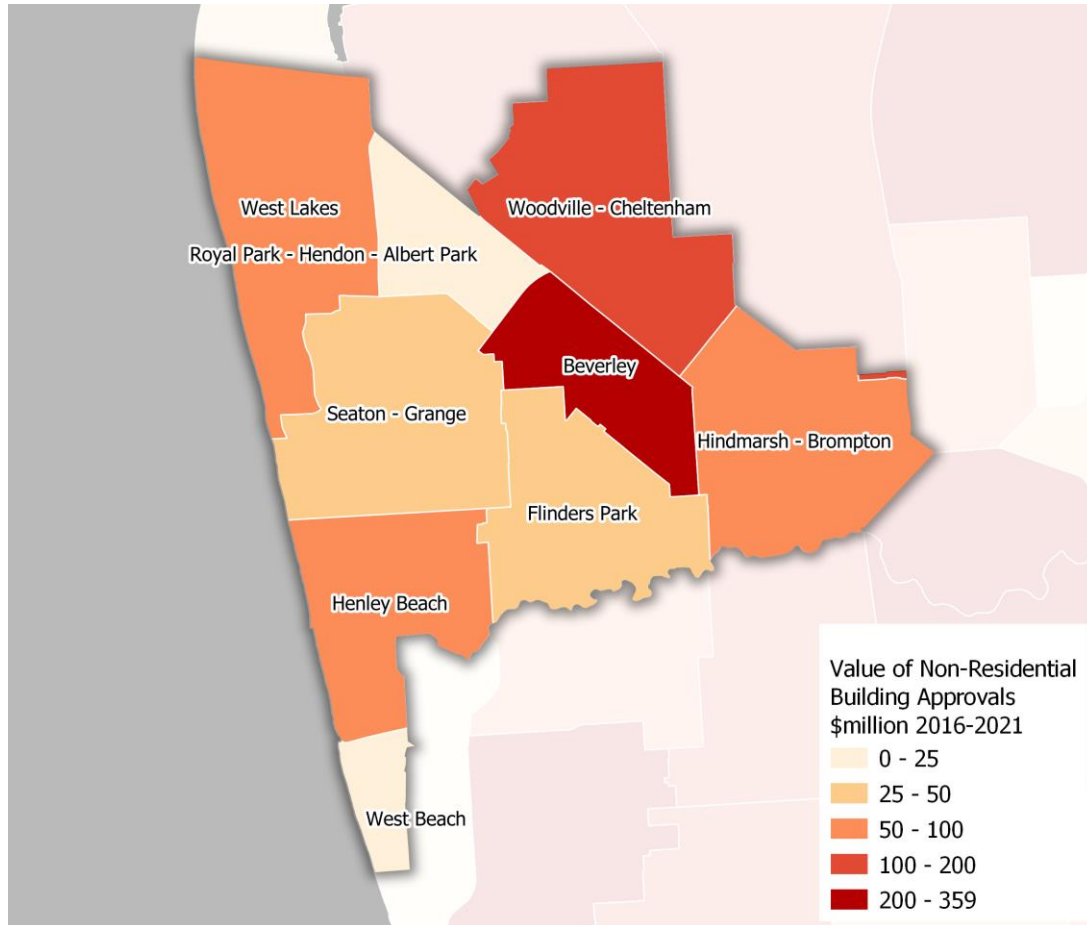 West Lakes
Woodville - Cheltenham
Royal Park - Hendon - Albert Park
Beverley
Seaton - Grange
Hindmarsh - Brompton
Flinders Park
Henley Beach
West Beach
Value of Non-Residential
Building Approvals
$million 2016-2021
0 - 25
25 - 50
50 - 100
100 - 200
200 - 359